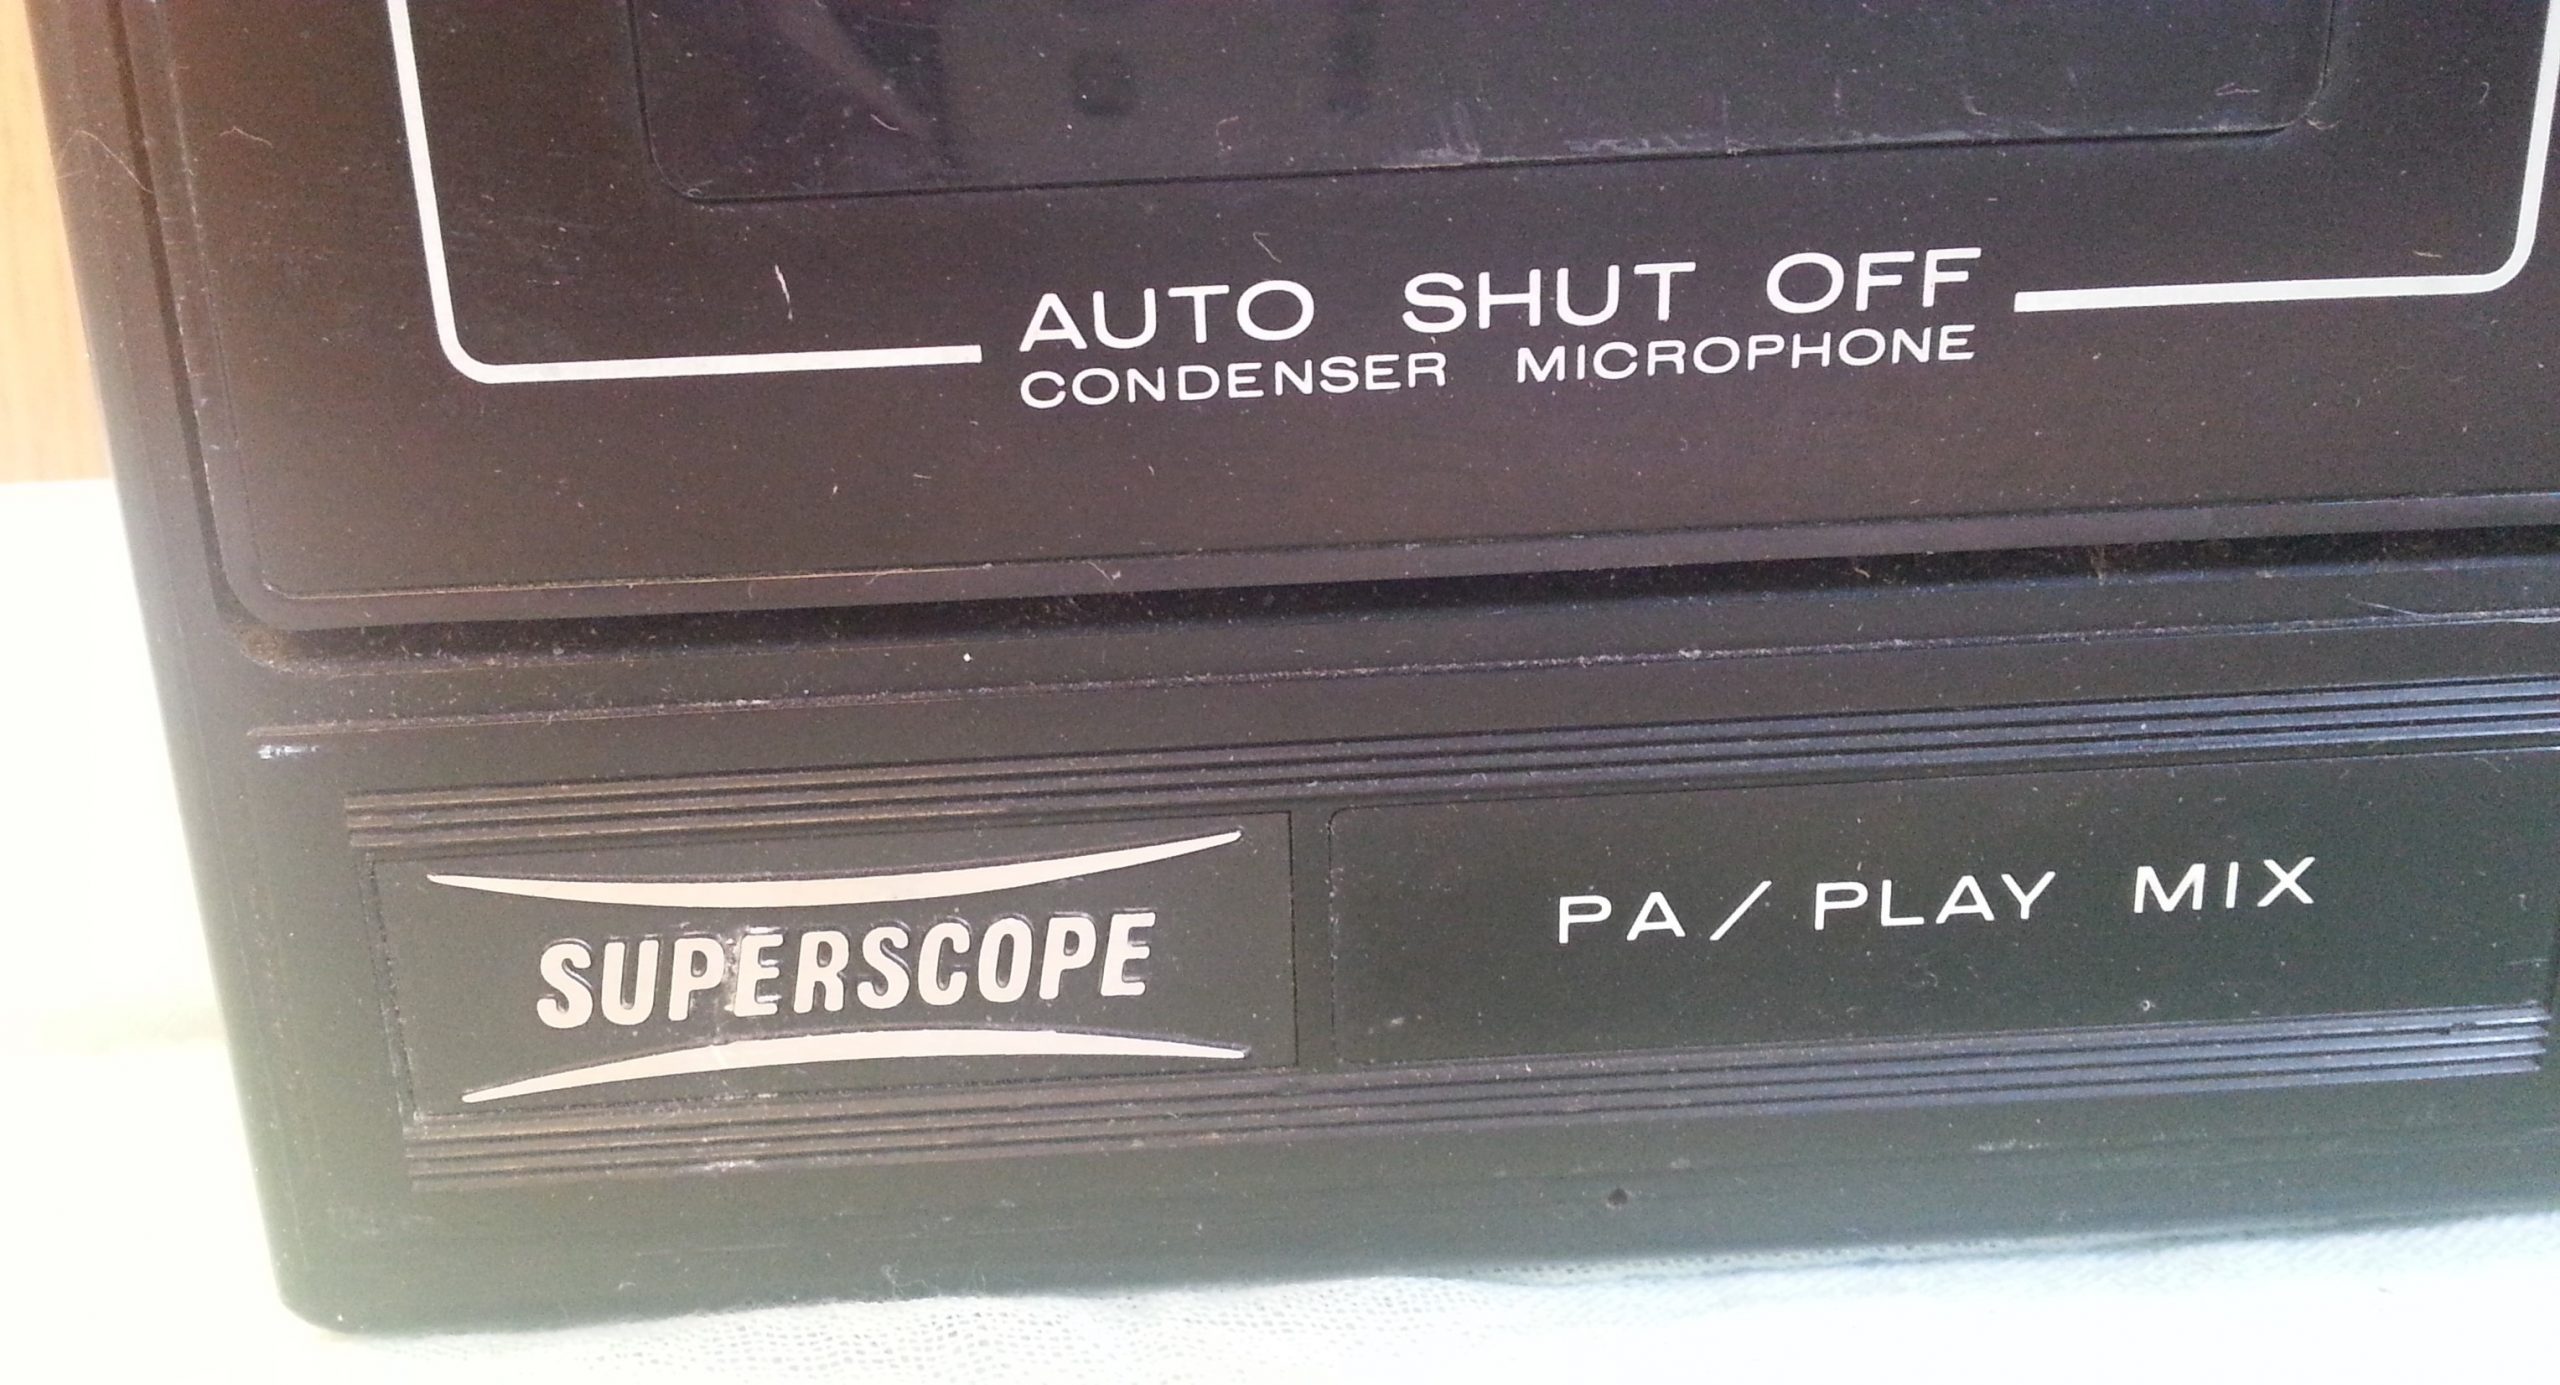 AUTO SHUT OFF
CONDENSER MICROPHONE
SUPERSCOPE
PA/PLAY MIX